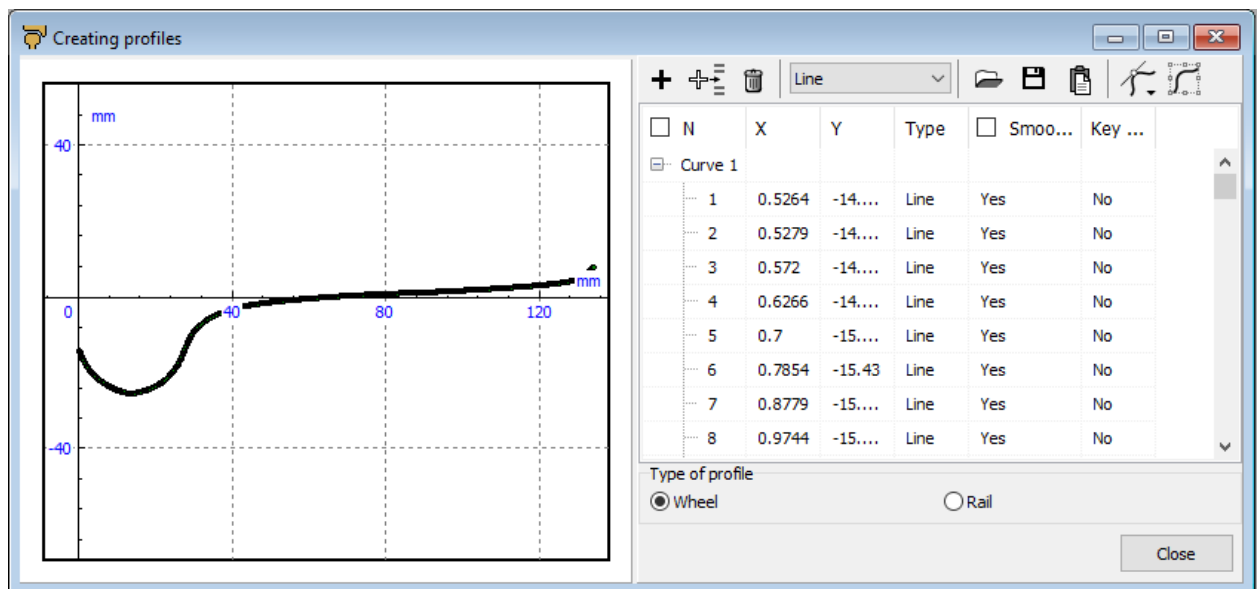 Creating profiles
mm
40
mm
0
40
80
120
-40
Line
N X Y Type Smoo... Key ...
Curve 1
1 0.5264 -14.... Line Yes No
2 0.5279 -14.... Line Yes No
3 0.572 -14.... Line Yes No
4 0.6266 -14.... Line Yes No
5 0.7 -15.... Line Yes No
6 0.7854 -15.43 Line Yes No
7 0.8779 -15.... Line Yes No
8 0.9744 -15.... Line Yes No
Type of profile
Wheel Rail
Close